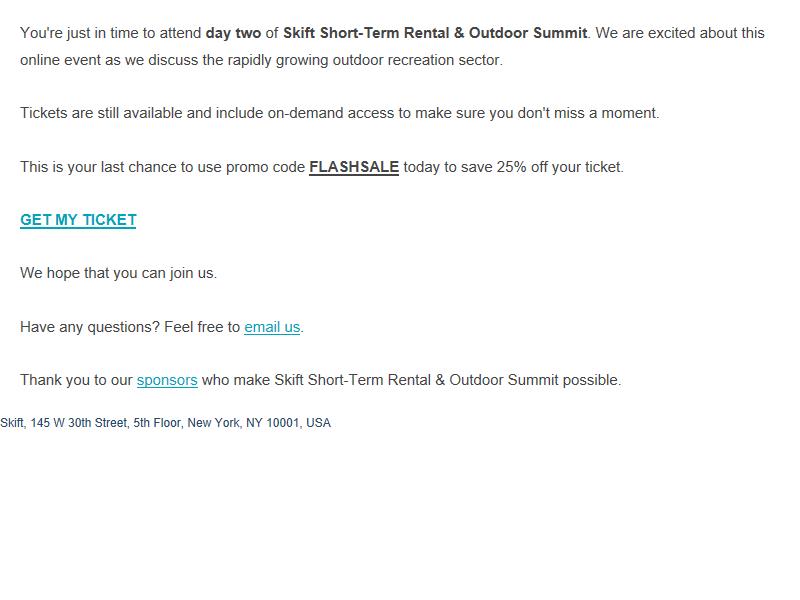 You're just in time to attend day two of Skift Short-Term Rental & Outdoor Summit. We are excited about this
online event as we discuss the rapidly growing outdoor recreation sector.
Tickets are still available and include on-demand access to make sure you don't miss a moment.
This is your last chance to use promo code FLASHSALE today to save 25% off your ticket.
GET MY TICKET
We hope that you can join us.
Have any questions? Feel free to email us.
Thank you to our sponsors who make Skift Short-Term Rental & Outdoor Summit possible.
Skift, 145 W 30th Street, 5th Floor, New York, NY 10001, USA